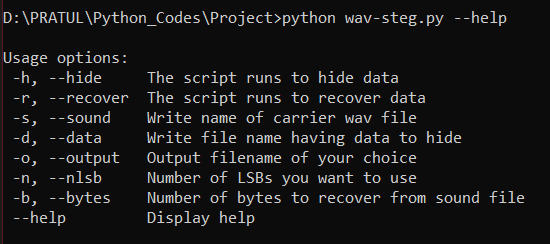 D:\PRATUL\Python_Codes\Project>python wav-steg.py --help
Usage options:
-h, --hide The script runs to hide data
-r, --recover The script runs to recover data
-s, --sound Write name of carrier wav file
-d, --data Write file name having data to hide
-o, --output Output filename of your choice
-n, --nlsb Number of LSBs you want to use
-b, --bytes Number of bytes to recover from sound file
--help Display help